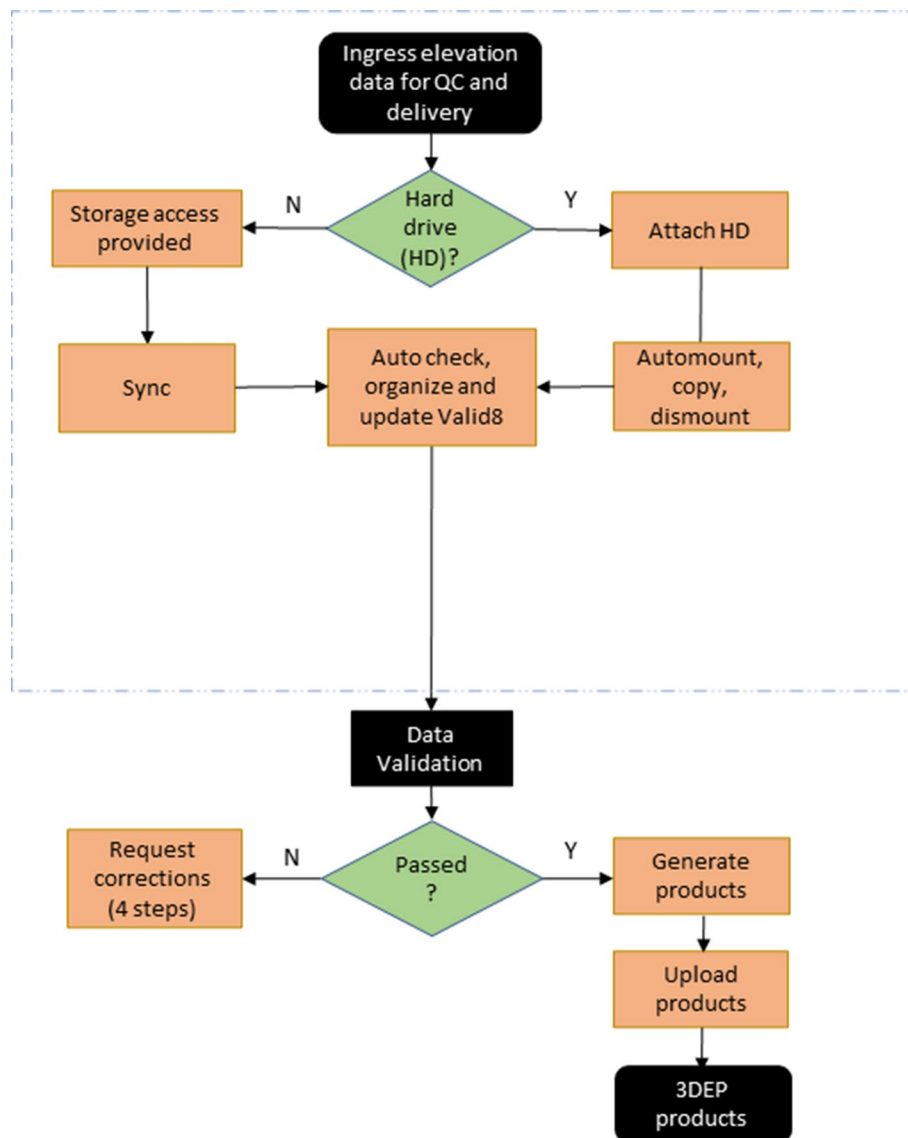 Ingress elevation
data for QC and
delivery
N
Hard
drive
(HD)?
Y
Storage access
provided
Attach HD
Sync
Auto check,
organize and
update Valid8
Automount,
copy,
dismount
Data
Validation
N
Passed
?
Y
Request
corrections
(4 steps)
Generate
products
Upload
products
3DEP
products